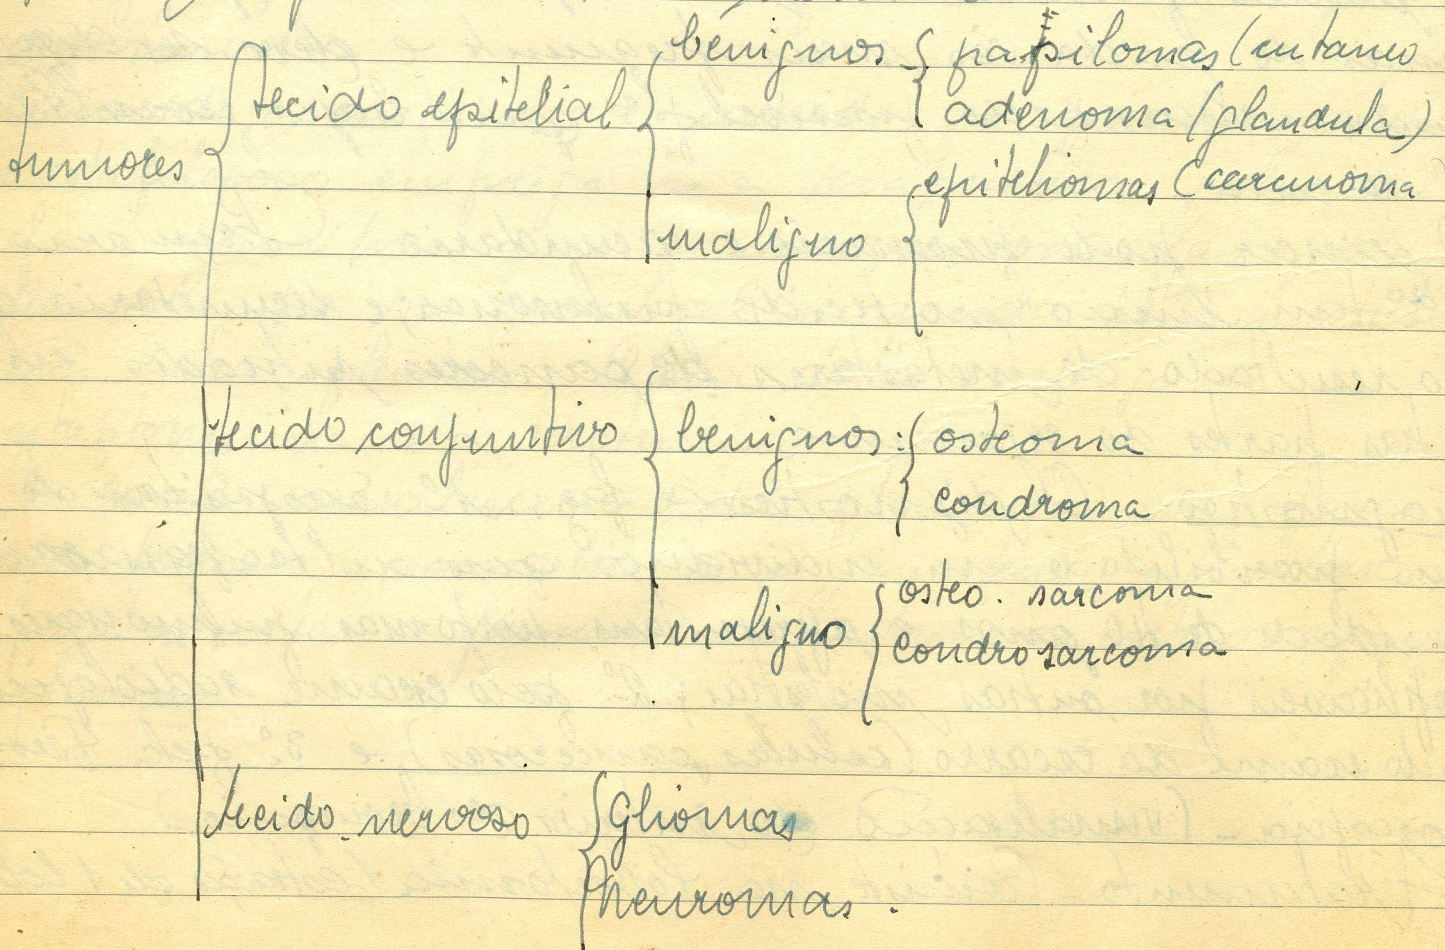 benignos { papilomas (cutaneo
tecido epitelial { adenoma (glandula)
tumores { epiteliomas (carcinoma
maligno {
tecido conjuntivo { benignos: { osteoma
condroma
maligno { osteo. sarcoma
condrosarcoma
tecido nervoso { Gliomas
neuromas.